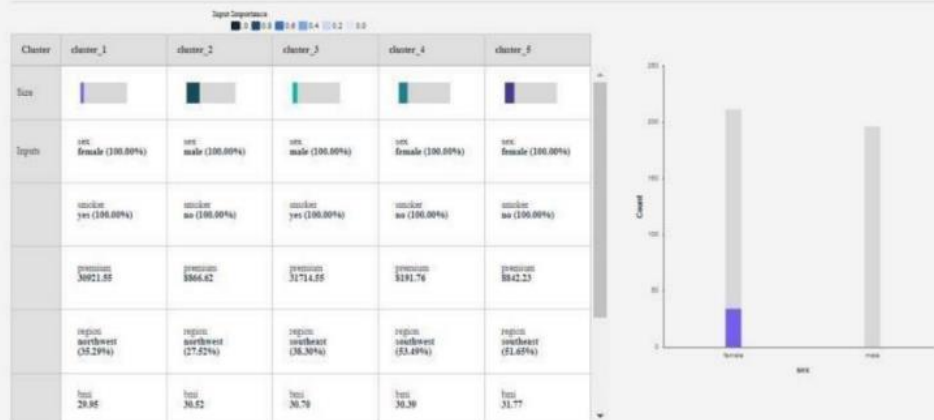 Input Importance
1.0 0.8 0.6 0.4 0.2 0.0
Cluster cluster_1 cluster_2 cluster_3 cluster_4 cluster_5
Size
Inputs
sex sex sex sex sex
female (100.00%) male (100.00%) male (100.00%) female (100.00%) female (100.00%)
smoker smoker smoker smoker smoker
yes (100.00%) no (100.00%) yes (100.00%) no (100.00%) no (100.00%)
premium premium premium premium premium
30921.55 8866.62 31714.55 8191.76 8842.23
region region region region region
northwest northwest southeast southwest southeast
(35.29%) (27.52%) (38.30%) (53.49%) (51.65%)
bmi bmi bmi bmi bmi
29.95 30.52 30.70 30.39 31.77
250
200
150
100
50
0
Count
female male
sex